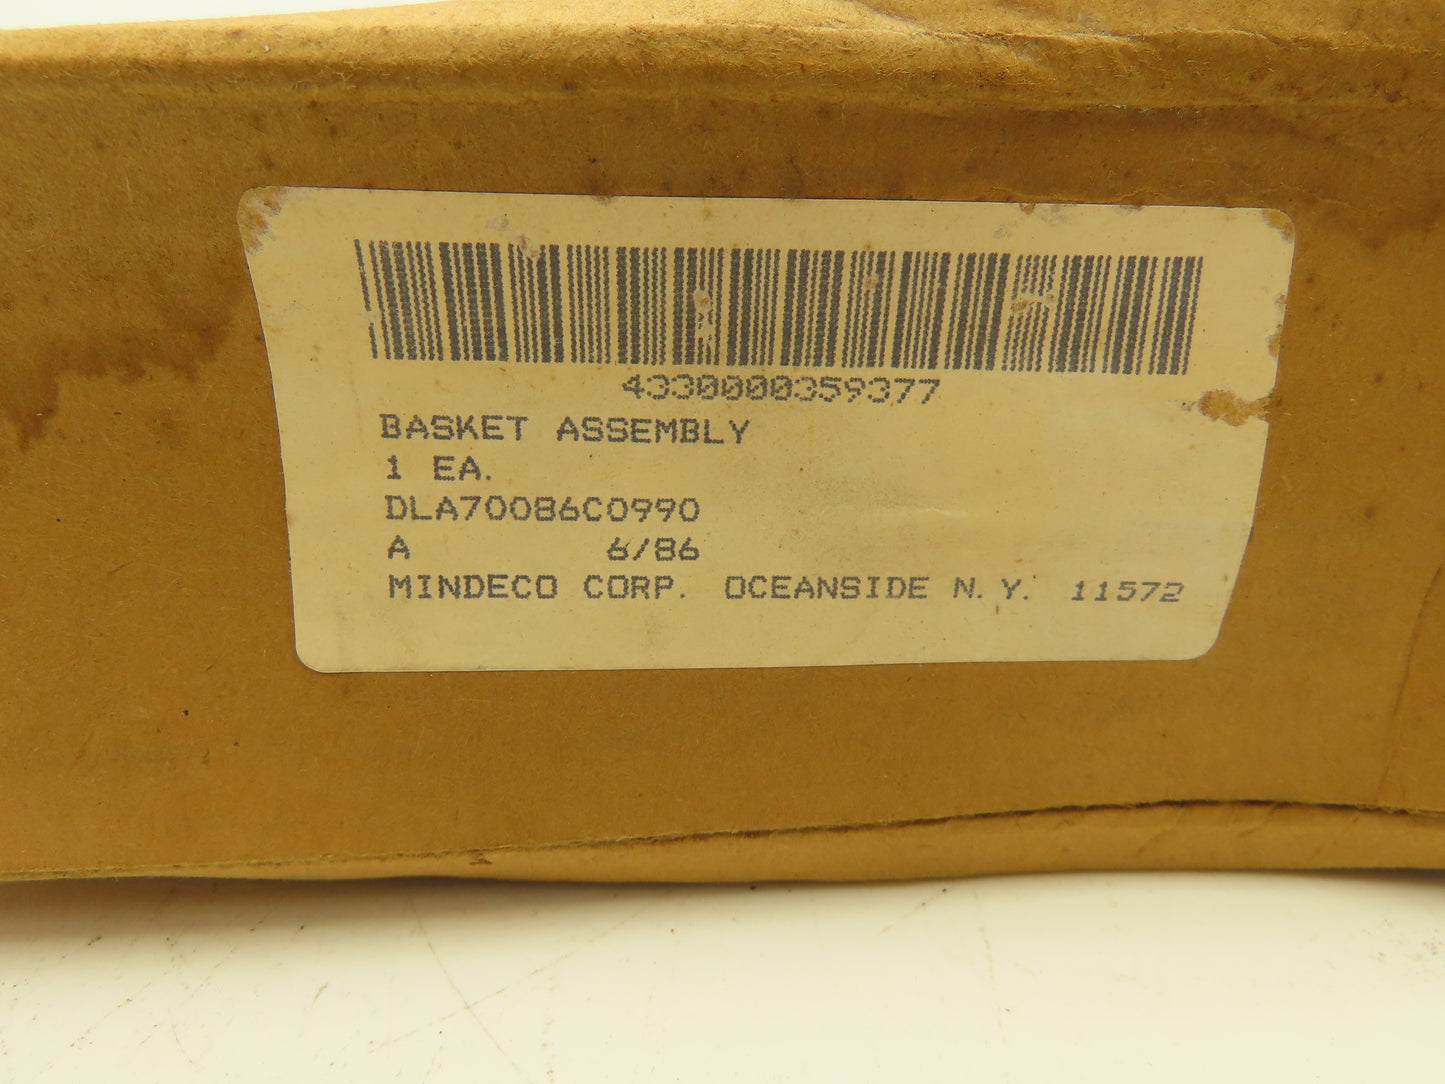 4330000359377
BASKET ASSEMBLY
1 EA.
DLA70086C0990
A 6/86
MINDECO CORP. OCEANSIDE N.Y. 11572